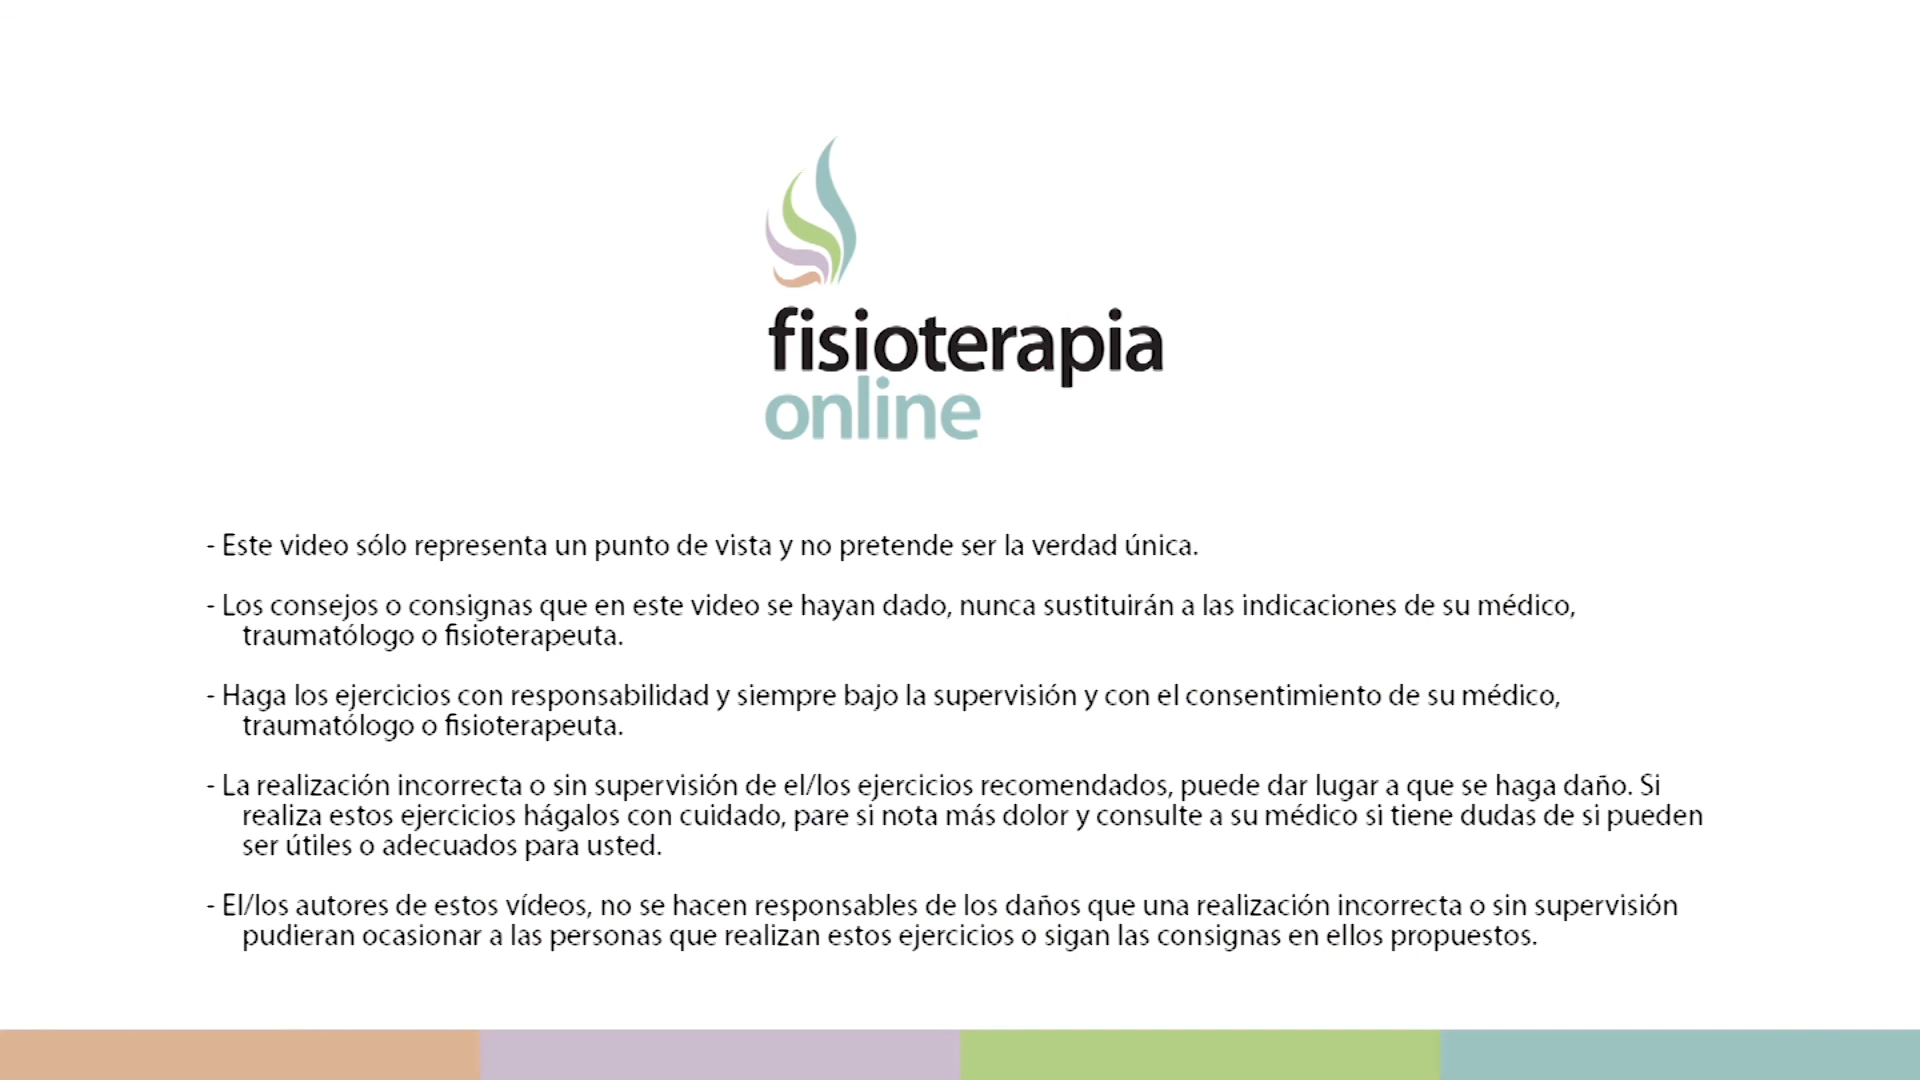 fisioterapia
online
- Este video sólo representa un punto de vista y no pretende ser la verdad única.
- Los consejos o consignas que en este video se hayan dado, nunca sustituirán a las indicaciones de su médico,
traumatólogo o fisioterapeuta.
- Haga los ejercicios con responsabilidad y siempre bajo la supervisión y con el consentimiento de su médico,
traumatólogo o fisioterapeuta.
- La realización incorrecta o sin supervisión de el/los ejercicios recomendados, puede dar lugar a que se haga daño. Si
realiza estos ejercicios hágalos con cuidado, pare si nota más dolor y consulte a su médico si tiene dudas de si pueden
ser útiles o adecuados para usted.
- El/los autores de estos vídeos, no se hacen responsables de los daños que una realización incorrecta o sin supervisión
pudieran ocasionar a las personas que realizan estos ejercicios o sigan las consignas en ellos propuestos.